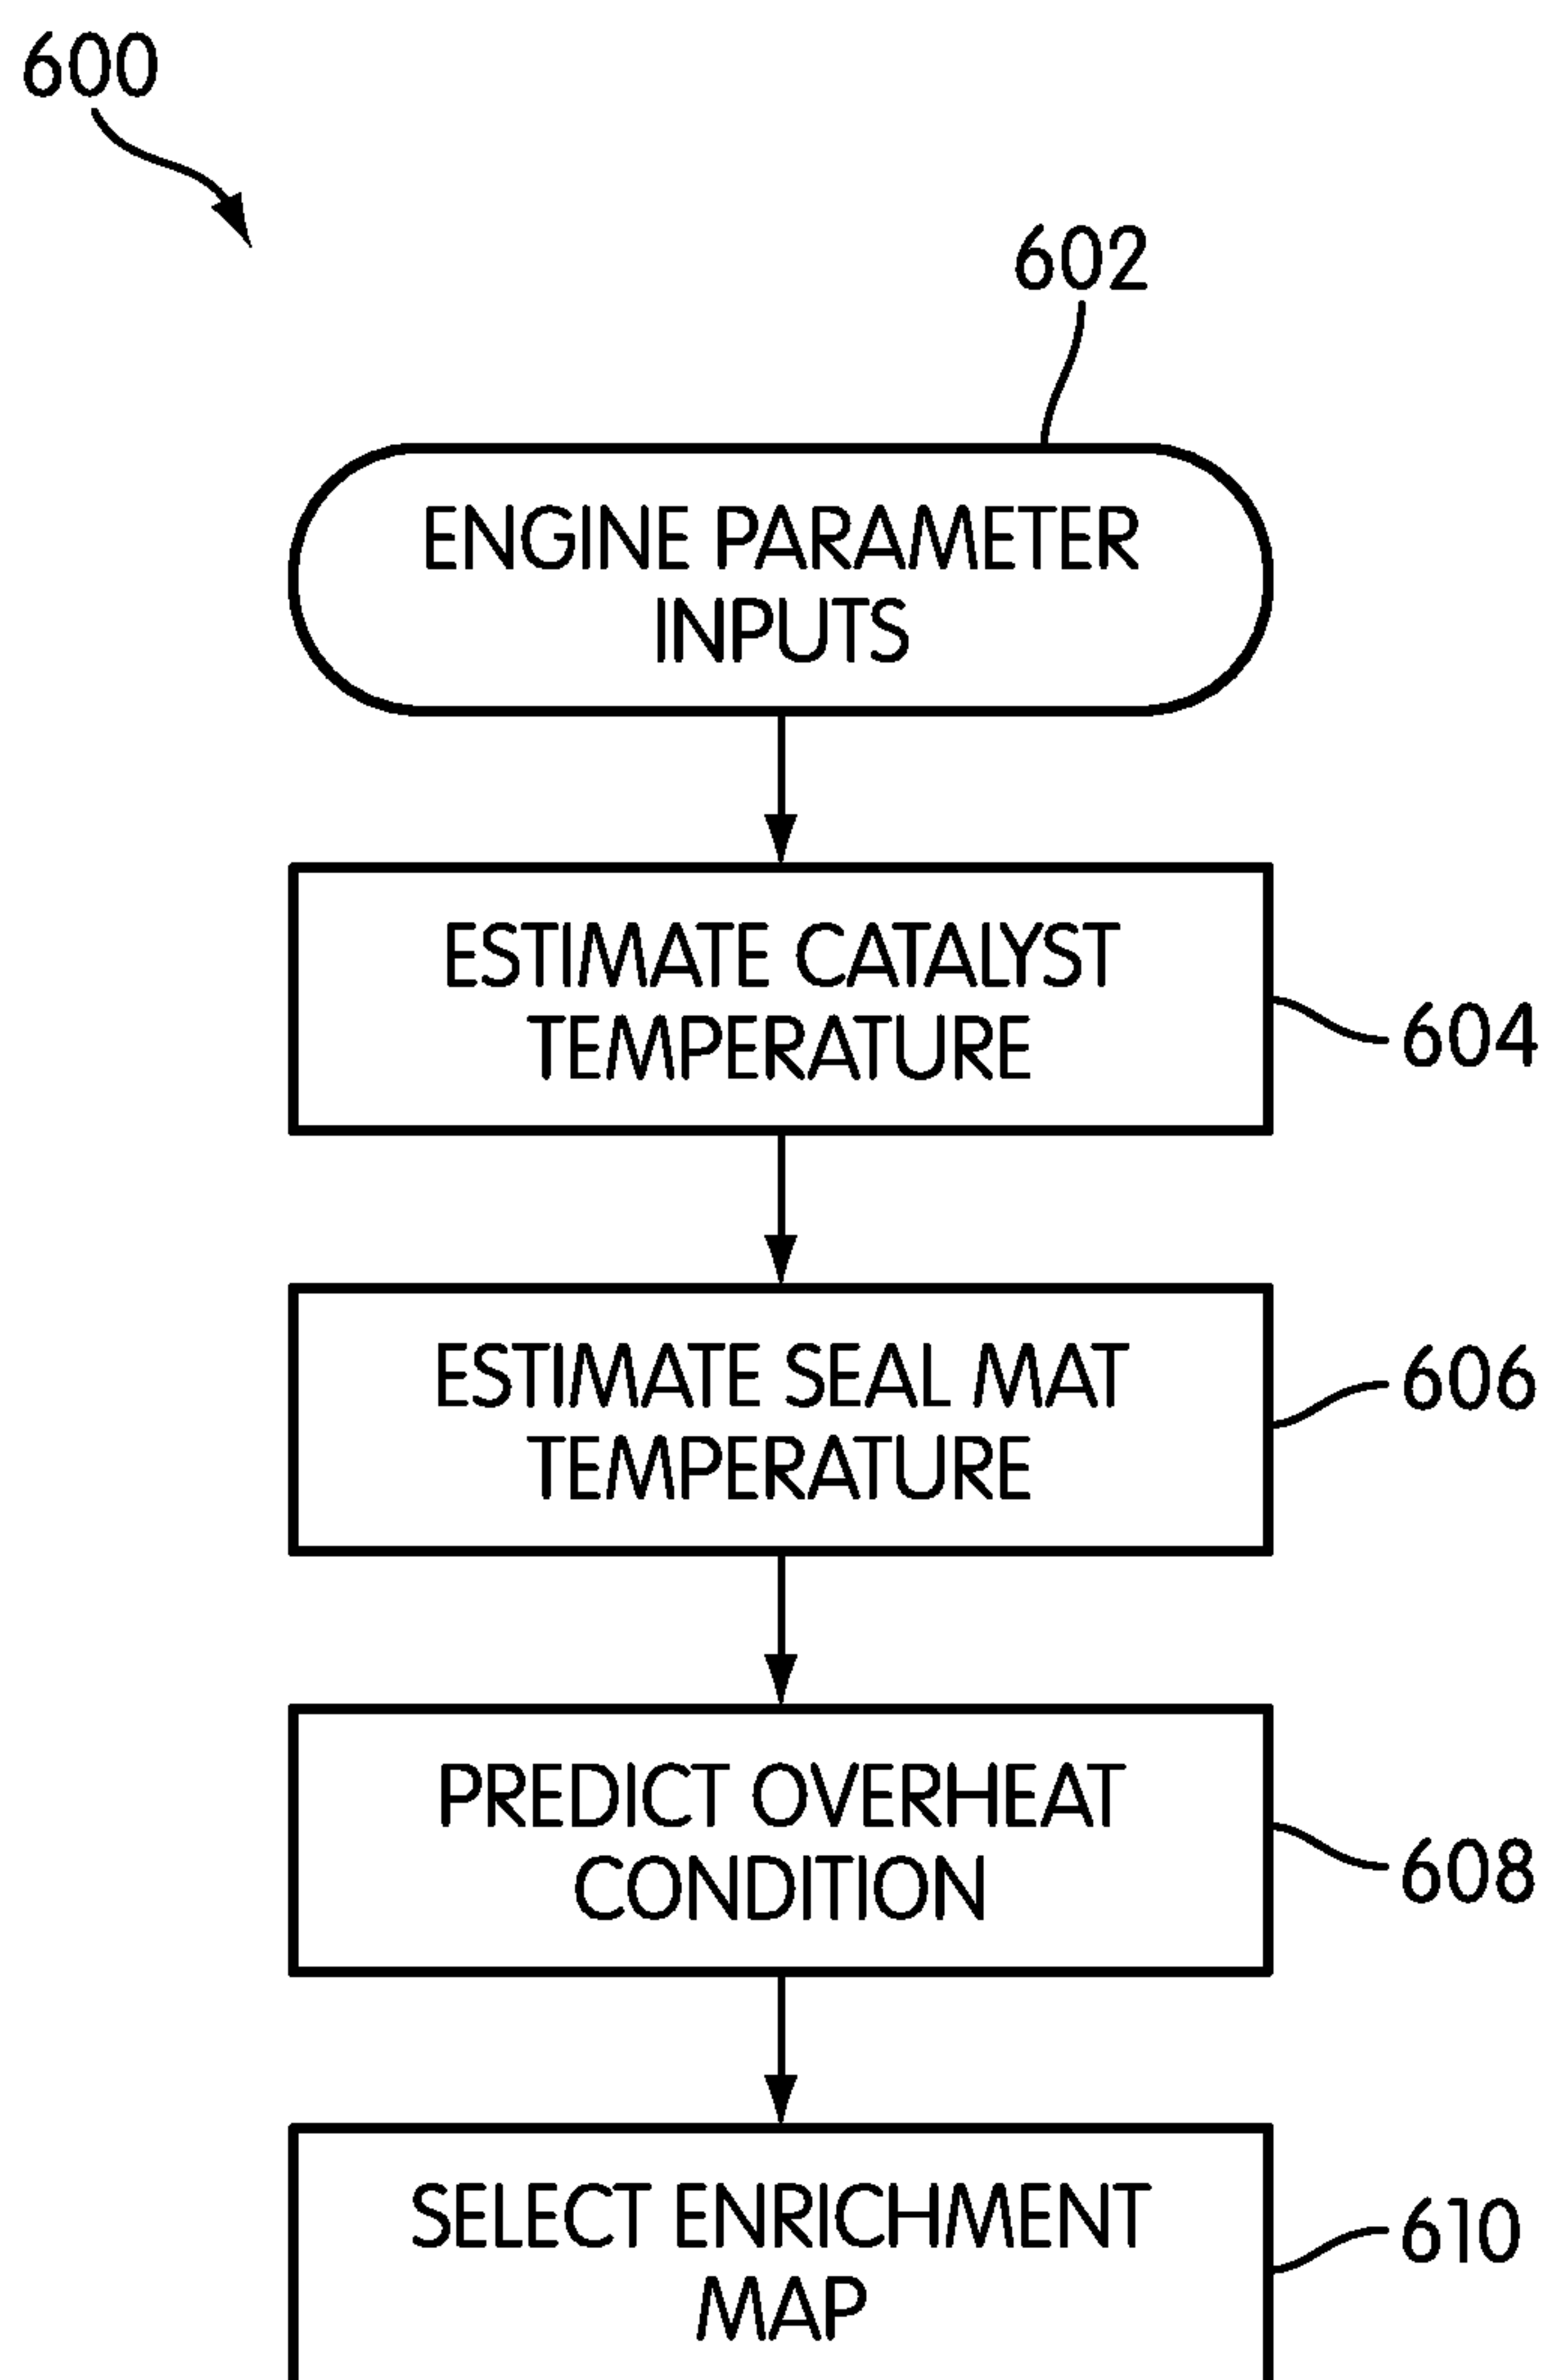 600
602
ENGINE PARAMETER
INPUTS
ESTIMATE CATALYST
TEMPERATURE
604
ESTIMATE SEAL MAT
TEMPERATURE
606
PREDICT OVERHEAT
CONDITION
608
SELECT ENRICHMENT
MAP
610